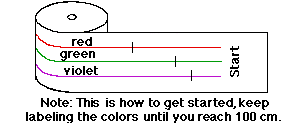 red
green
violet
Start
Note: This is how to get started, keep
labeling the colors until you reach 100 cm.